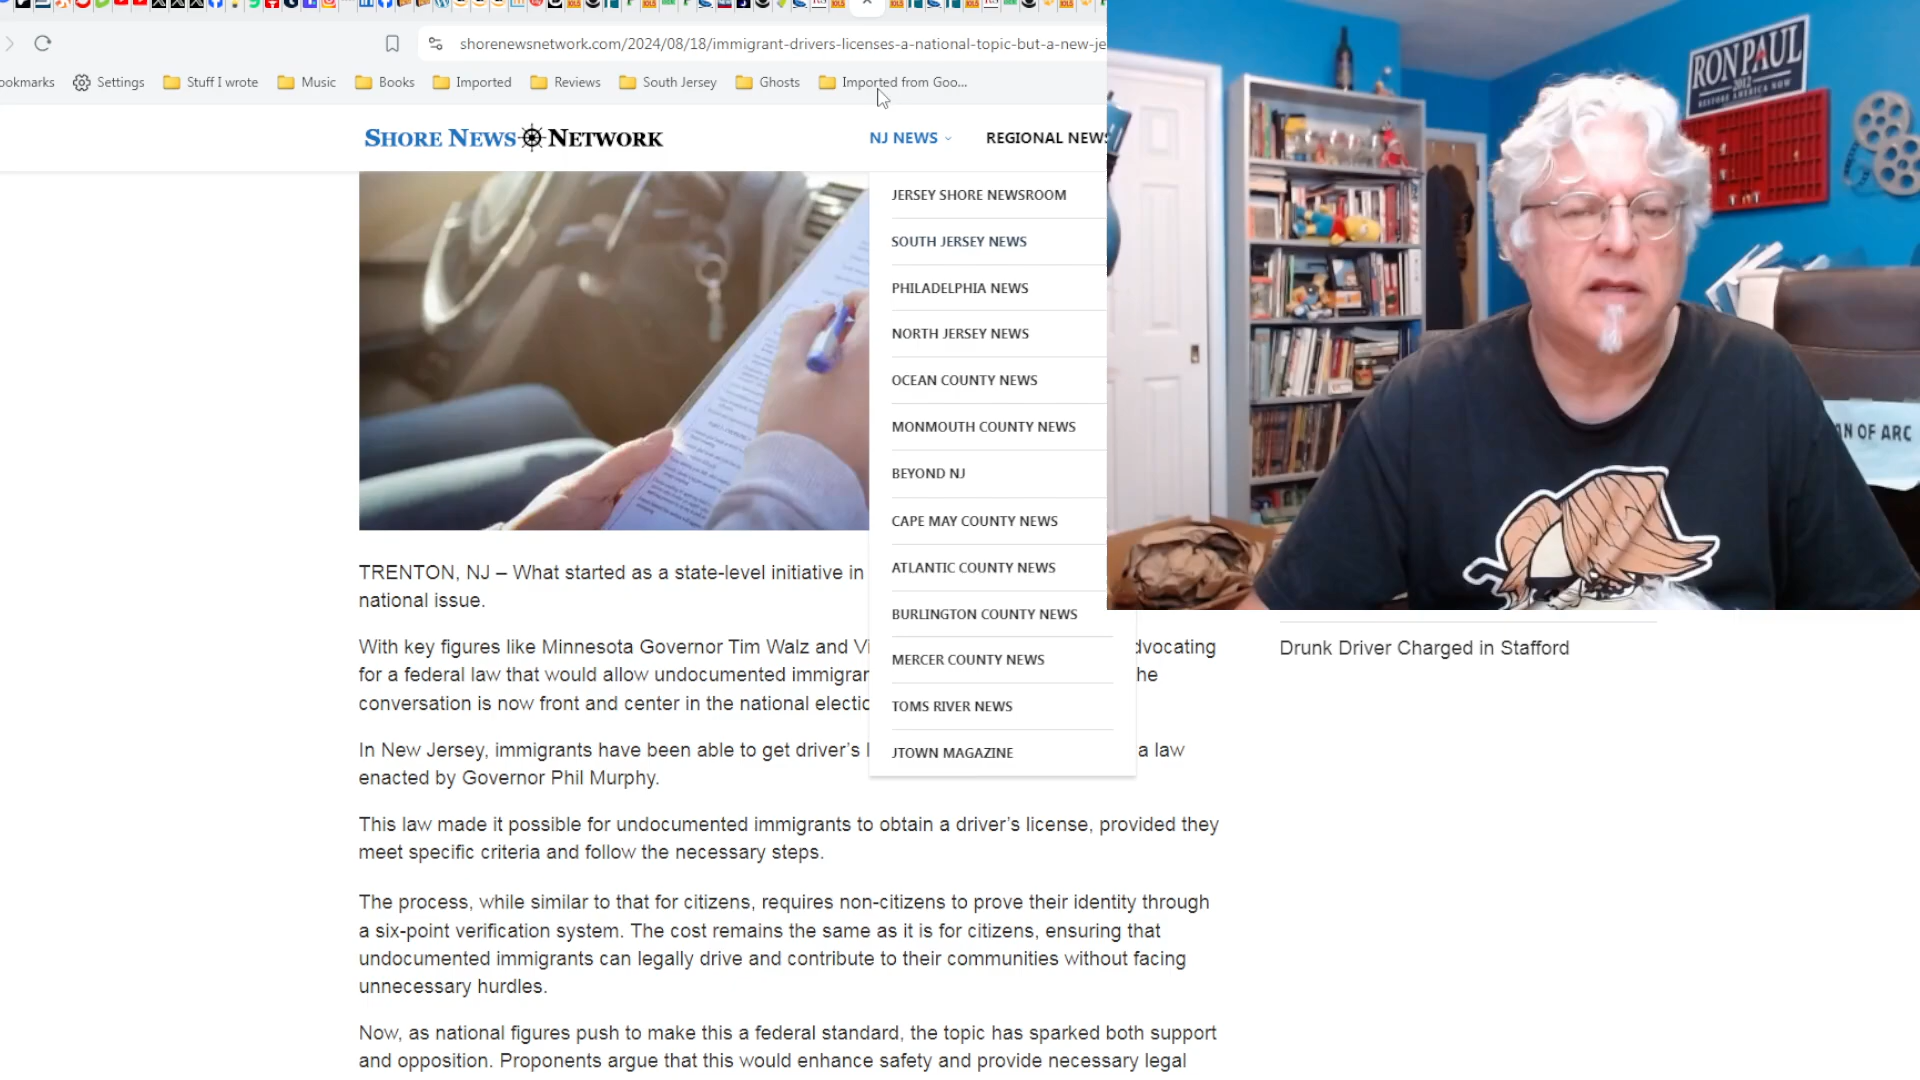 shorenewsnetwork.com/2024/08/18/immigrant-drivers-licenses-a-national-topic-but-a-new-je
ookmarks Settings Stuff I wrote Music Books Imported Reviews South Jersey Ghosts Imported from Goo...
SHORE NEWS NETWORK
NJ NEWS REGIONAL NEWS
JERSEY SHORE NEWSROOM
SOUTH JERSEY NEWS
PHILADELPHIA NEWS
NORTH JERSEY NEWS
OCEAN COUNTY NEWS
MONMOUTH COUNTY NEWS
BEYOND NJ
CAPE MAY COUNTY NEWS
ATLANTIC COUNTY NEWS
BURLINGTON COUNTY NEWS
MERCER COUNTY NEWS
TOMS RIVER NEWS
JTOWN MAGAZINE
TRENTON, NJ – What started as a state-level initiative in
national issue.
With key figures like Minnesota Governor Tim Walz and Vi dvocating
for a federal law that would allow undocumented immigrar he
conversation is now front and center in the national electio
In New Jersey, immigrants have been able to get driver's l a law
enacted by Governor Phil Murphy.
This law made it possible for undocumented immigrants to obtain a driver's license, provided they
meet specific criteria and follow the necessary steps.
The process, while similar to that for citizens, requires non-citizens to prove their identity through
a six-point verification system. The cost remains the same as it is for citizens, ensuring that
undocumented immigrants can legally drive and contribute to their communities without facing
unnecessary hurdles.
Now, as national figures push to make this a federal standard, the topic has sparked both support
and opposition. Proponents argue that this would enhance safety and provide necessary legal
RON PAUL
2012
RESTORE AMERICA NOW
AN OF ARC
Drunk Driver Charged in Stafford